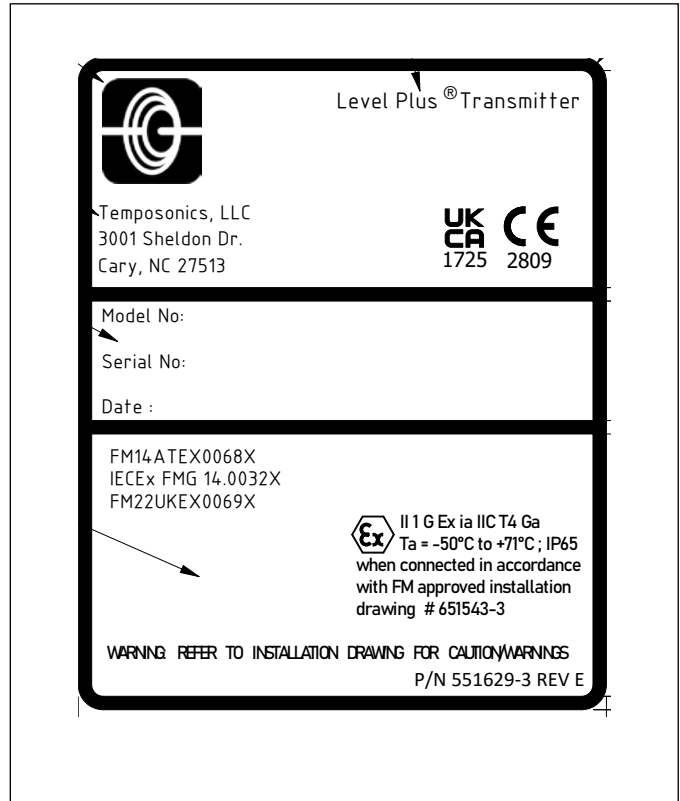 Level Plus ® Transmitter
Temposonics, LLC
3001 Sheldon Dr.
Cary, NC 27513
UK CA CE
1725 2809
Model No:
Serial No:
Date :
FM14ATEX0068X
IECEx FMG 14.0032X
FM22UKEX0069X
Ex II 1 G Ex ia IIC T4 Ga
Ta = -50°C to +71°C ; IP65
when connected in accordance
with FM approved installation
drawing # 651543-3
WARNING: REFER TO INSTALLATION DRAWING FOR CAUTION/WARNINGS
P/N 551629-3 REV E